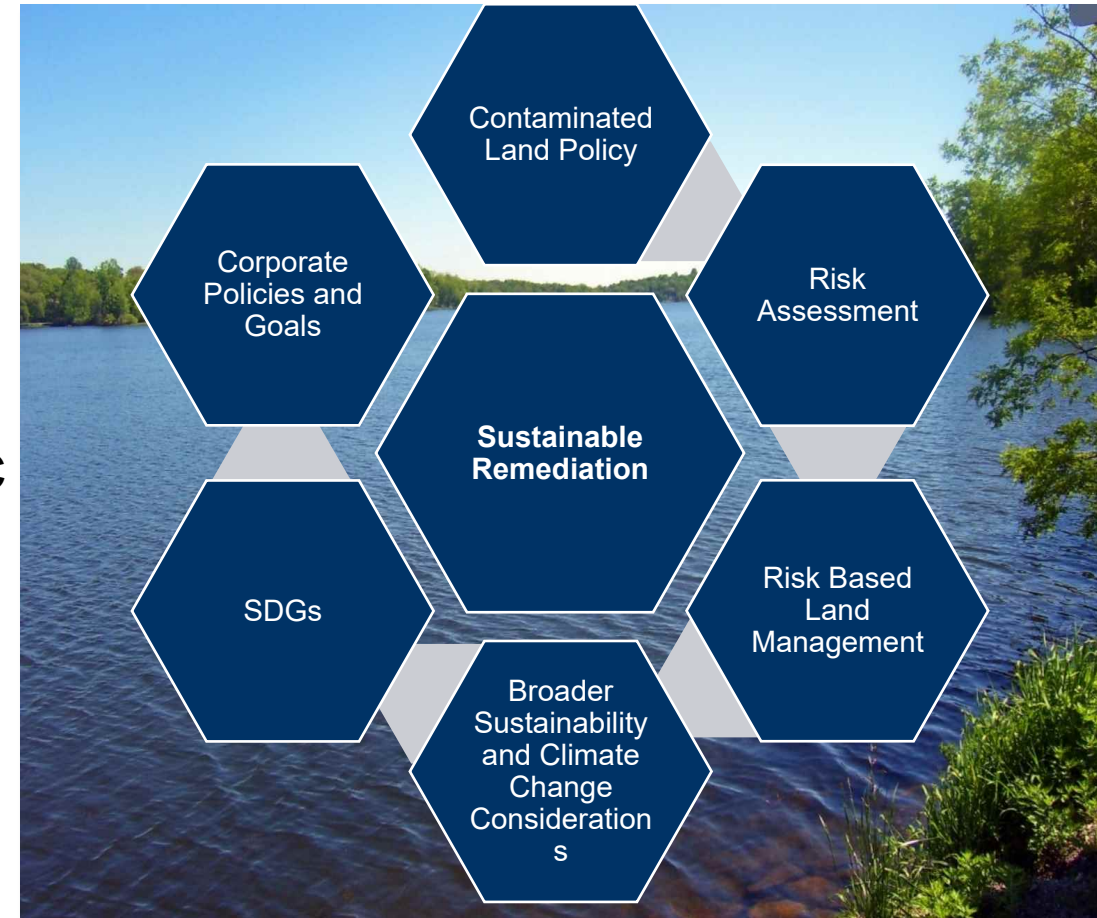 Contaminated
Land Policy
Corporate
Policies and
Goals
Risk
Assessment
Sustainable
Remediation
SDGs
Risk Based
Land
Management
Broader
Sustainability
and Climate
Change
Consideration
s